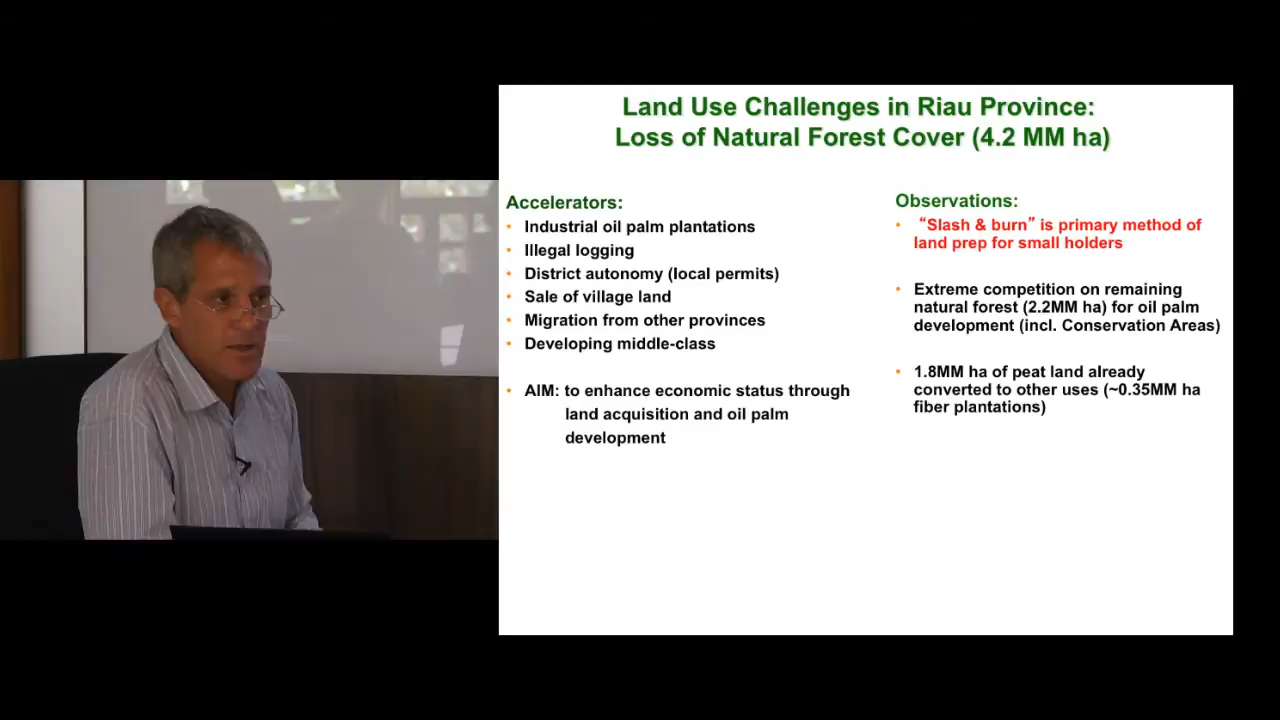 Land Use Challenges in Riau Province:
Loss of Natural Forest Cover (4.2 MM ha)
Accelerators:
• Industrial oil palm plantations
• Illegal logging
• District autonomy (local permits)
• Sale of village land
• Migration from other provinces
• Developing middle-class
• AIM: to enhance economic status through
land acquisition and oil palm
development
Observations:
• “Slash & burn” is primary method of
land prep for small holders
• Extreme competition on remaining
natural forest (2.2MM ha) for oil palm
development (incl. Conservation Areas)
• 1.8MM ha of peat land already
converted to other uses (~0.35MM ha
fiber plantations)